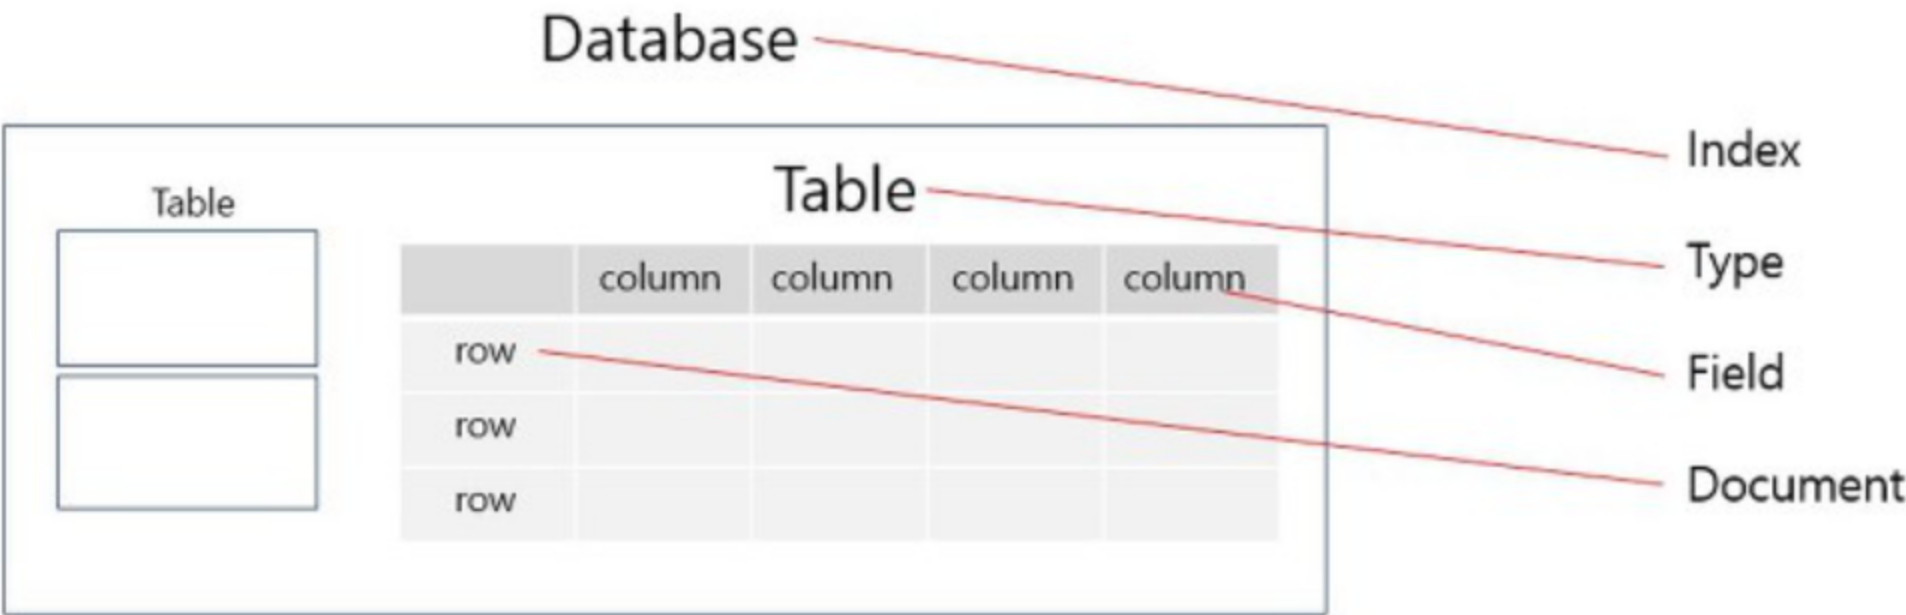 Database
Index
Table
Table
Type
column column column column
Field
row
row
Document
row